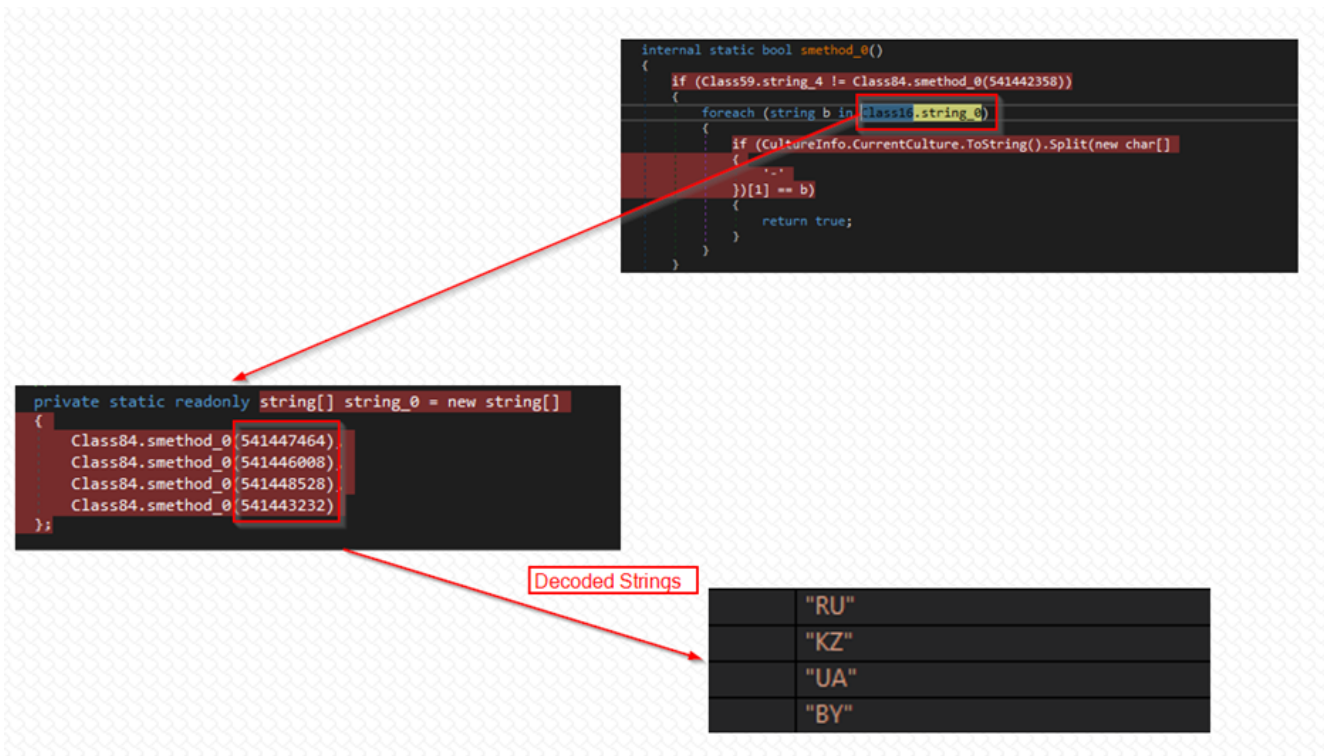 internal static bool smethod_0()
{
if (Class59.string_4 != Class84.smethod_0(541442358))
{
foreach (string b in Class16.string_0)
{
if (CultureInfo.CurrentCulture.ToString().Split(new char[]
{
'-'
})[1] == b)
{
return true;
}
}
}
private static readonly string[] string_0 = new string[]
{
Class84.smethod_0(541447464),
Class84.smethod_0(541446008),
Class84.smethod_0(541448528),
Class84.smethod_0(541443232)
};
Decoded Strings
"RU"
"KZ"
"UA"
"BY"